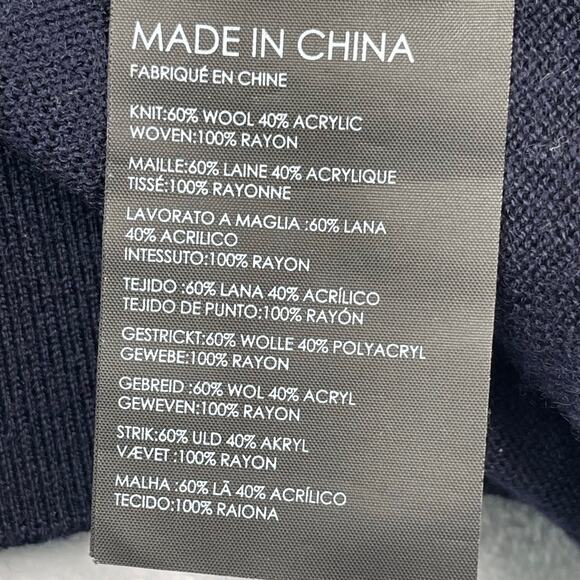 MADE IN CHINA
FABRIQUÉ EN CHINE
KNIT:60% WOOL 40% ACRYLIC
WOVEN:100% RAYON
MAILLE:60% LAINE 40% ACRYLIQUE
TISSÉ:100% RAYONNE
LAVORATO A MAGLIA :60% LANA
40% ACRILICO
INTESSUTO:100% RAYON
TEJIDO :60% LANA 40% ACRÍLICO
TEJIDO DE PUNTO:100% RAYÓN
GESTRICKT:60% WOLLE 40% POLYACRYL
GEWEBE:100% RAYON
GEBREID :60% WOL 40% ACRYL
GEWEVEN:100% RAYON
STRIK:60% ULD 40% AKRYL
VÆVET :100% RAYON
MALHA :60% LÃ 40% ACRÍLICO
TECIDO:100% RAIONA